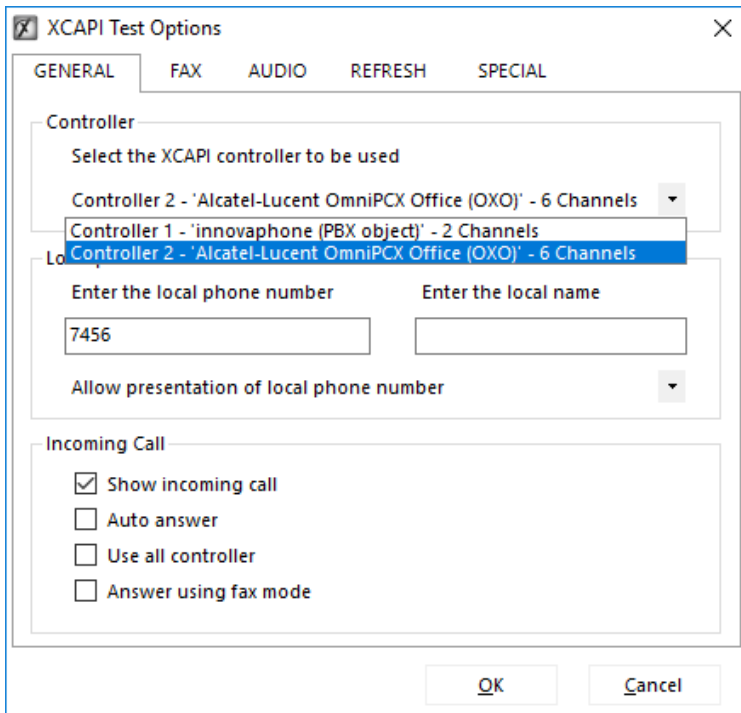 XCAPI Test Options
GENERAL FAX AUDIO REFRESH SPECIAL
Controller
Select the XCAPI controller to be used
Controller 2 - 'Alcatel-Lucent OmniPCX Office (OXO)' - 6 Channels
Controller 1 - 'innovaphone (PBX object)' - 2 Channels
Controller 2 - 'Alcatel-Lucent OmniPCX Office (OXO)' - 6 Channels
Enter the local phone number Enter the local name
7456
Allow presentation of local phone number
Incoming Call
Show incoming call
Auto answer
Use all controller
Answer using fax mode
OK Cancel